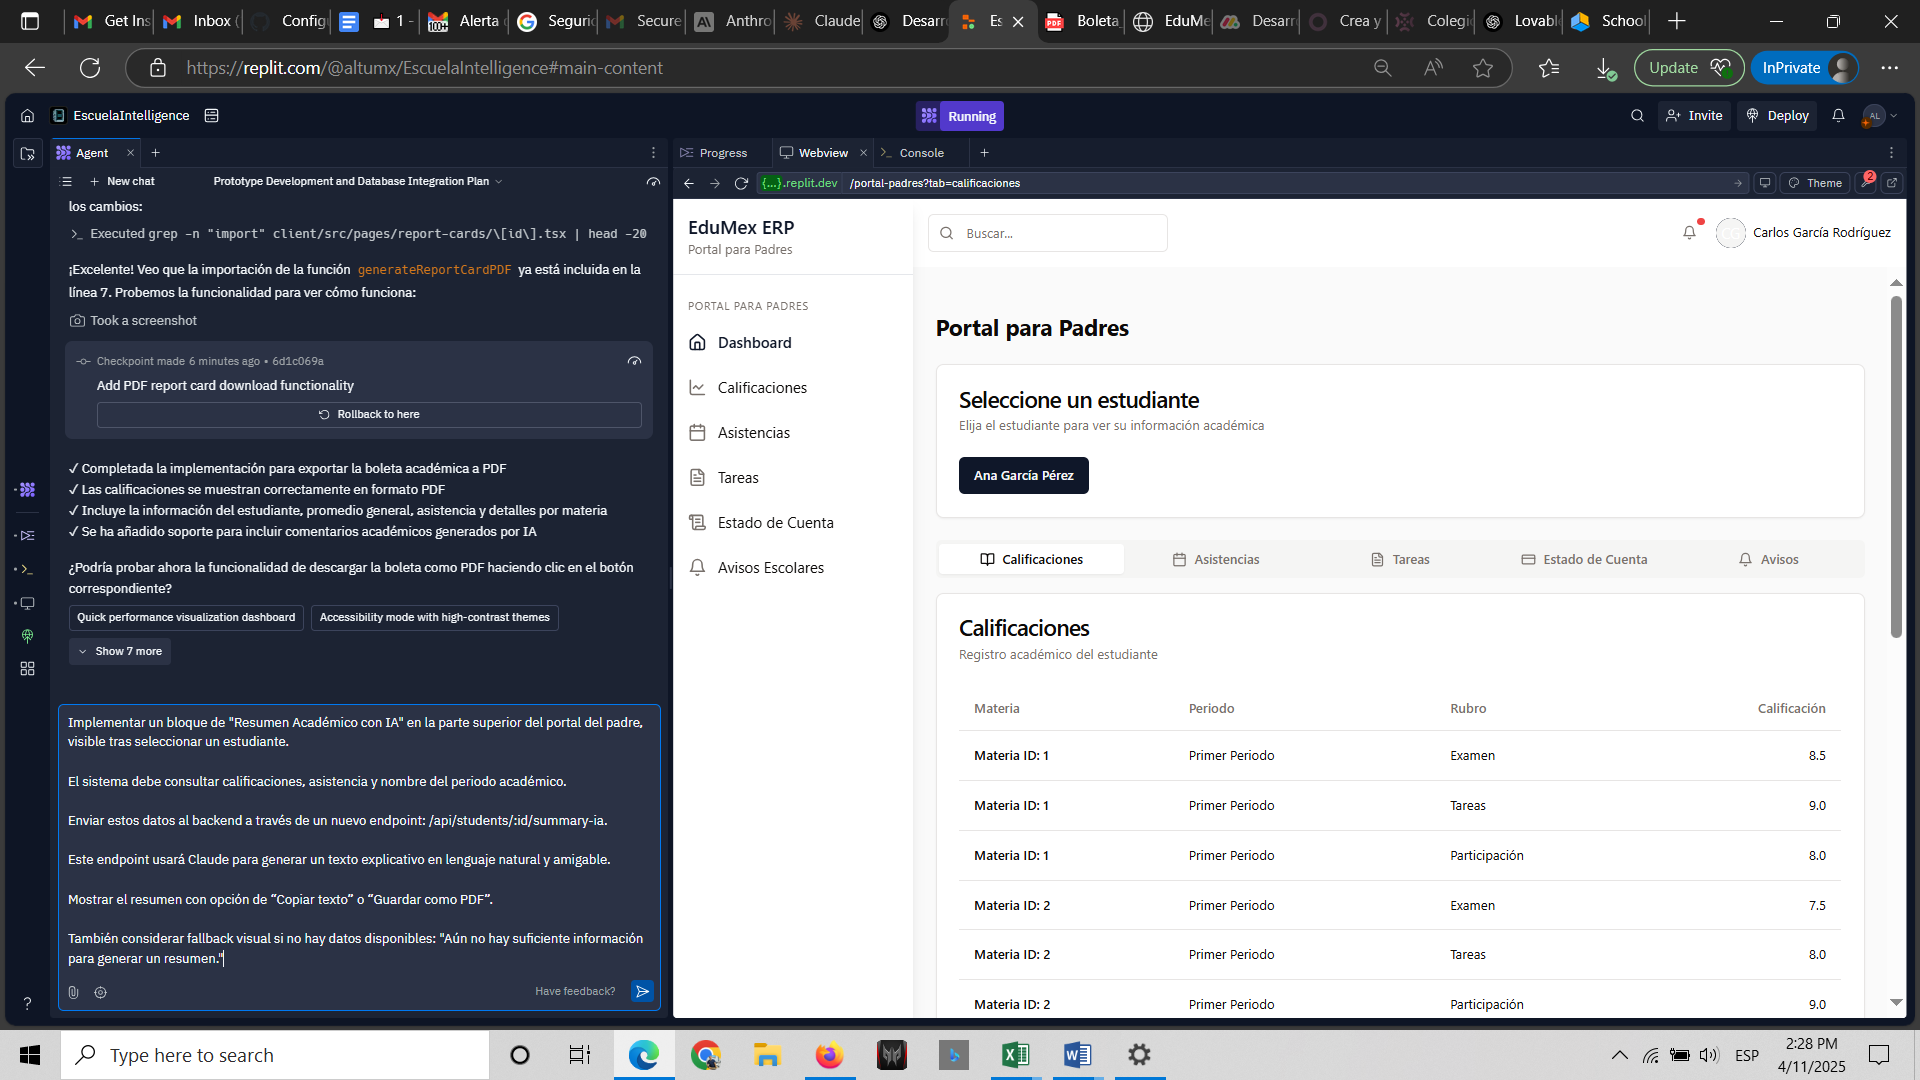 Get Ins
Inbox (
Config
1 -
Alerta
Seguri
Secure
Anthro
Claude
Desarr
Es
Boleta_
EduMe
Desarr
Crea y
Colegi
Lovabl
School
https://replit.com/@altumx/EscuelaIntelligence#main-content
Update
InPrivate
EscuelaIntelligence
Running
Invite
Deploy
AL
Agent
Progress
Webview
Console
New chat
Prototype Development and Database Integration Plan
{...}.replit.dev
/portal-padres?tab=calificaciones
Theme
2
los cambios:
>_ Executed grep -n "import" client/src/pages/report-cards/\[id\].tsx | head -20
¡Excelente! Veo que la importación de la función generateReportCardPDF ya está incluida en la
línea 7. Probemos la funcionalidad para ver cómo funciona:
Took a screenshot
Checkpoint made 6 minutes ago • 6d1c069a
Add PDF report card download functionality
Rollback to here
✓ Completada la implementación para exportar la boleta académica a PDF
✓ Las calificaciones se muestran correctamente en formato PDF
✓ Incluye la información del estudiante, promedio general, asistencia y detalles por materia
✓ Se ha añadido soporte para incluir comentarios académicos generados por IA
¿Podría probar ahora la funcionalidad de descargar la boleta como PDF haciendo clic en el botón
correspondiente?
Quick performance visualization dashboard
Accessibility mode with high-contrast themes
Show 7 more
Implementar un bloque de "Resumen Académico con IA" en la parte superior del portal del padre,
visible tras seleccionar un estudiante.
El sistema debe consultar calificaciones, asistencia y nombre del periodo académico.
Enviar estos datos al backend a través de un nuevo endpoint: /api/students/:id/summary-ia.
Este endpoint usará Claude para generar un texto explicativo en lenguaje natural y amigable.
Mostrar el resumen con opción de “Copiar texto” o “Guardar como PDF”.
También considerar fallback visual si no hay datos disponibles: "Aún no hay suficiente información
para generar un resumen."
Have feedback?
EduMex ERP
Portal para Padres
Buscar...
CG
Carlos García Rodríguez
PORTAL PARA PADRES
Dashboard
Calificaciones
Asistencias
Tareas
Estado de Cuenta
Avisos Escolares
Portal para Padres
Seleccione un estudiante
Elija el estudiante para ver su información académica
Ana García Pérez
Calificaciones
Asistencias
Tareas
Estado de Cuenta
Avisos
Calificaciones
Registro académico del estudiante
Materia Periodo Rubro Calificación
Materia ID: 1 Primer Periodo Examen 8.5
Materia ID: 1 Primer Periodo Tareas 9.0
Materia ID: 1 Primer Periodo Participación 8.0
Materia ID: 2 Primer Periodo Examen 7.5
Materia ID: 2 Primer Periodo Tareas 8.0
Materia ID: 2 Primer Periodo Participación 9.0
Type here to search
ESP
2:28 PM
4/11/2025